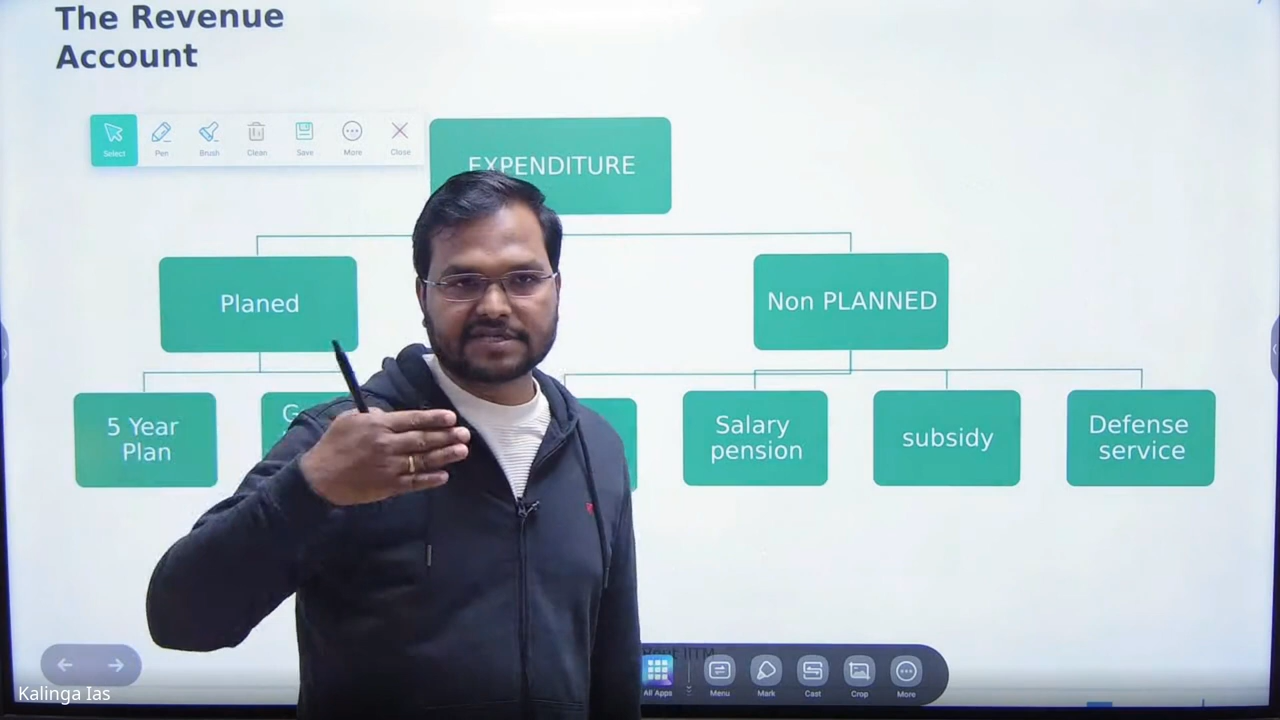 The Revenue
Account
Select
Pen
Brush
Clean
Save
More
Close
EXPENDITURE
Planed
Non PLANNED
5 Year
Plan
Salary
pension
subsidy
Defense
service
All Apps
Menu
Mark
Cast
Crop
More
Kalinga Ias